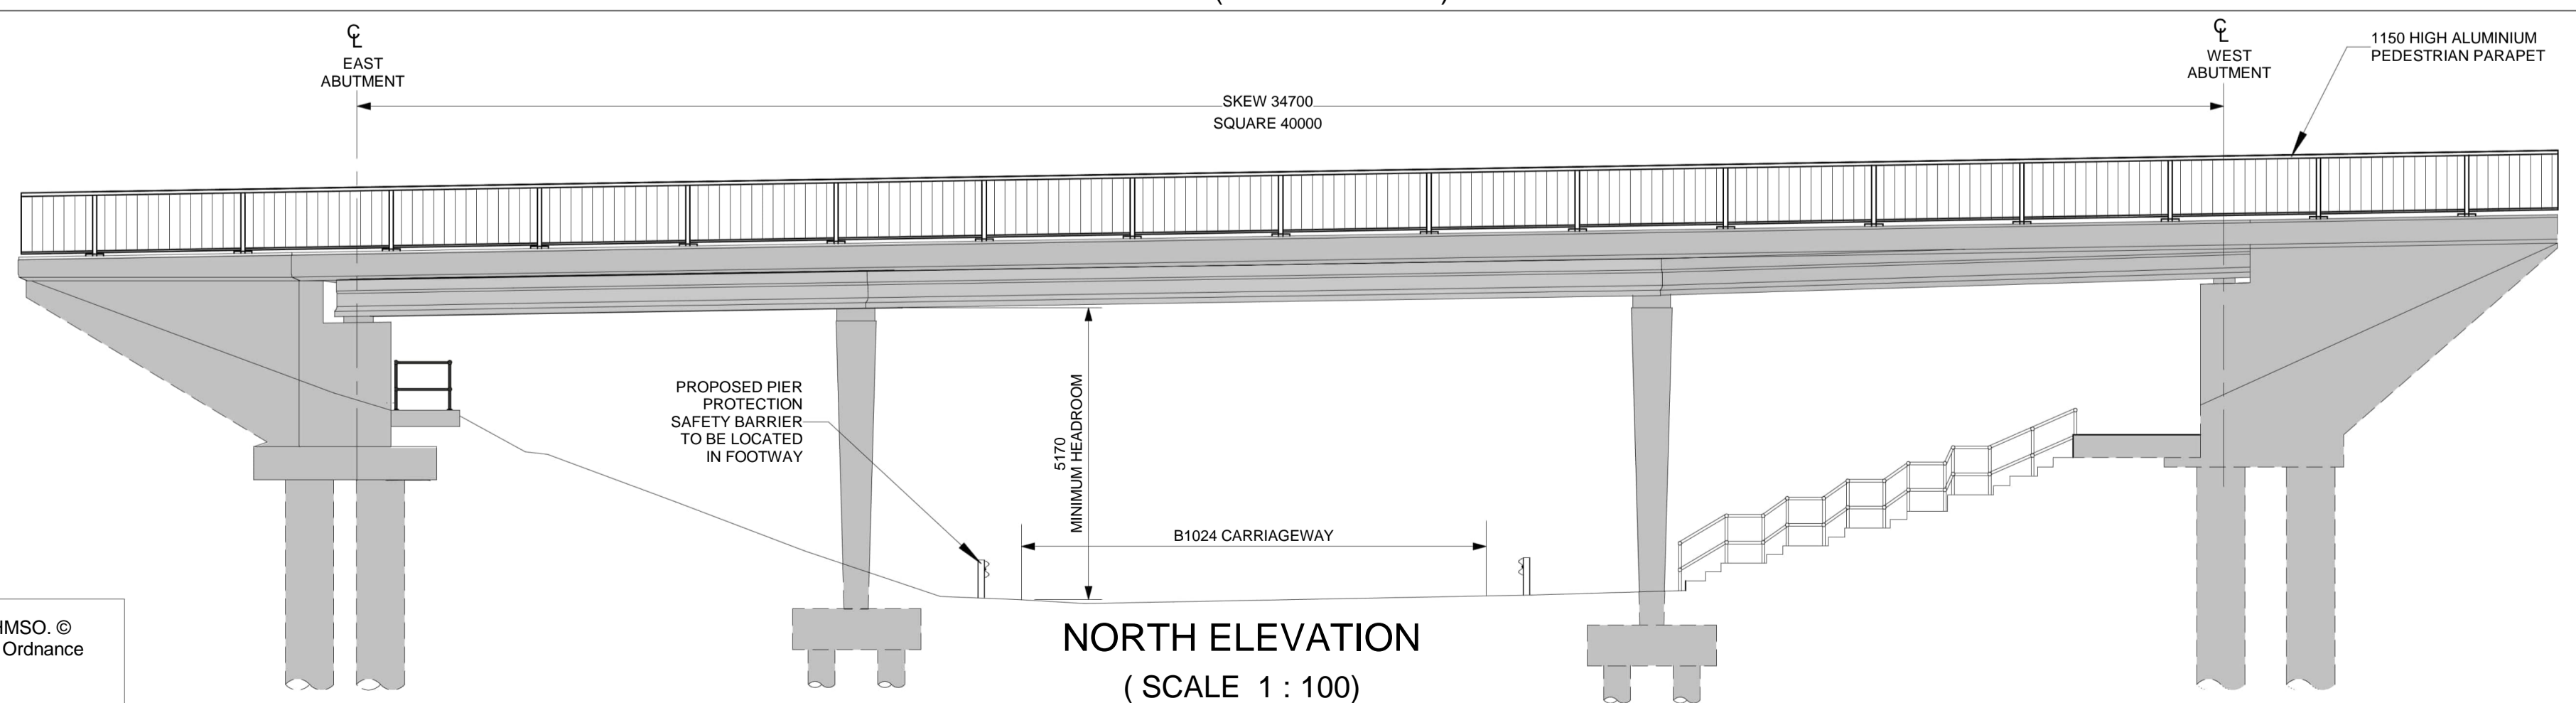 ℄
EAST
ABUTMENT
℄
WEST
ABUTMENT
1150 HIGH ALUMINIUM
PEDESTRIAN PARAPET
SKEW 34700
SQUARE 40000
PROPOSED PIER
PROTECTION
SAFETY BARRIER
TO BE LOCATED
IN FOOTWAY
5170
MINIMUM HEADROOM
B1024 CARRIAGEWAY
NORTH ELEVATION
( SCALE 1 : 100)
HMSO. ©
Ordnance